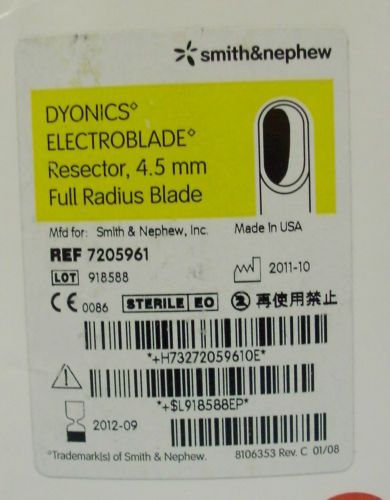 smith&nephew
DYONICS◇
ELECTROBLADE◇
Resector, 4.5 mm
Full Radius Blade
Mfd for: Smith & Nephew, Inc. Made In USA
REF 7205961
LOT 918588 2011-10
CE 0086 STERILE EO 2 再使用禁止
*+H73272059610E*
*+$L918588EP*
2012-09
◇Trademark(s) of Smith & Nephew. 8106353 Rev. C 01/08